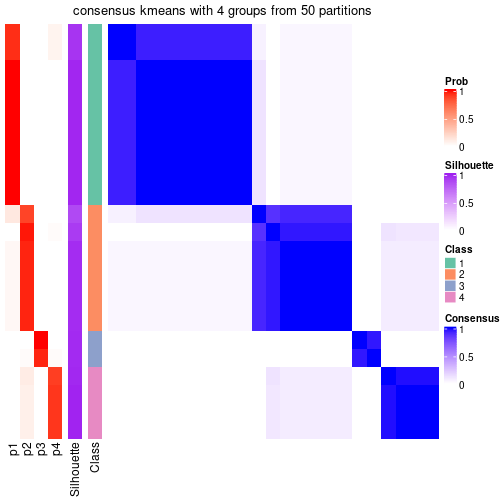 consensus kmeans with 4 groups from 50 partitions
Prob
1
0.5
0
Silhouette
1
0.5
0
Class
1
2
3
4
Consensus
1
0.5
0
p1
p2
p3
p4
Silhouette
Class